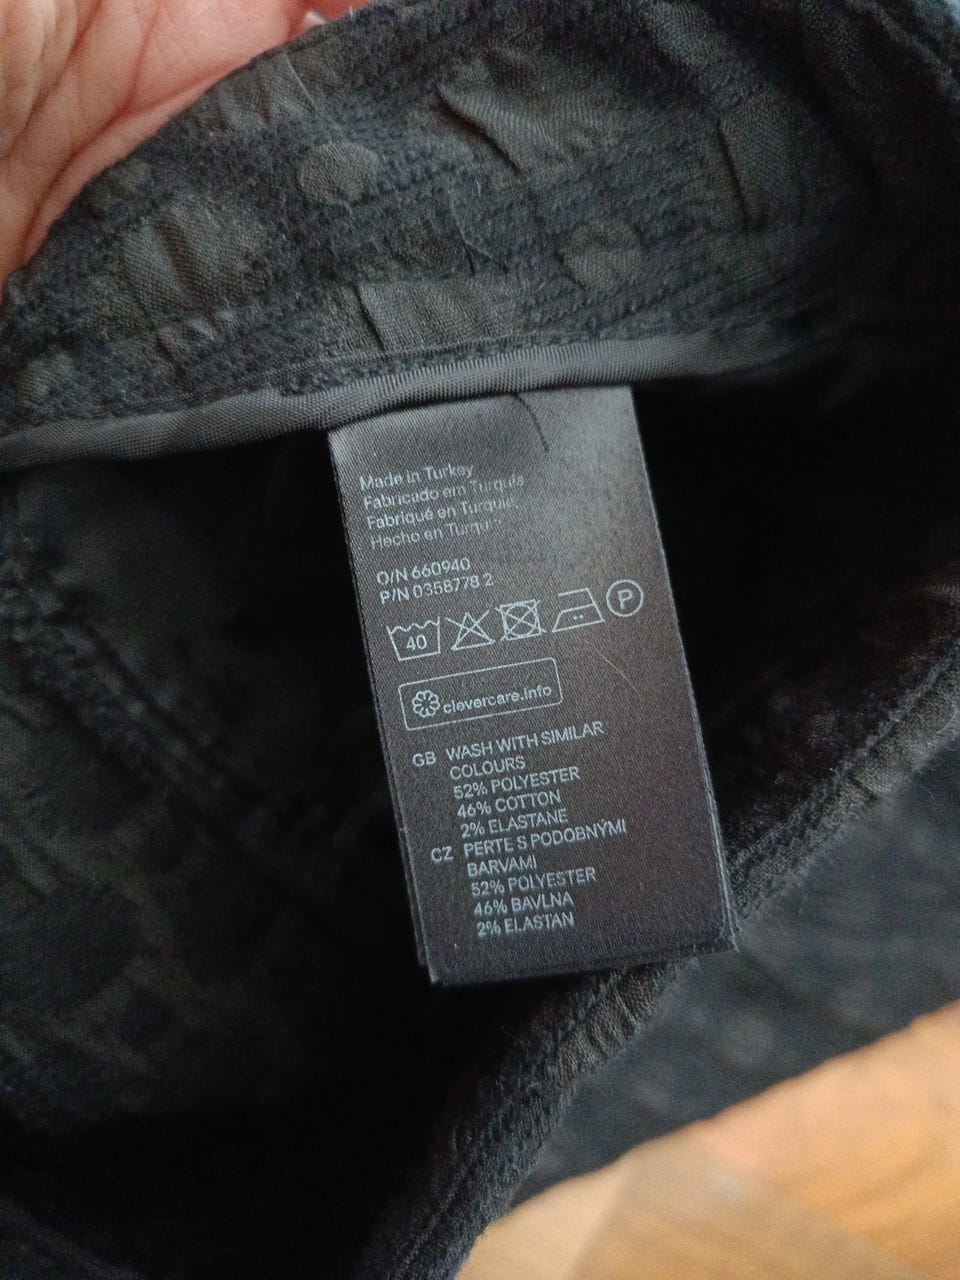 Made in Turkey
Fabricado em Turquia
Fabriqué en Turquie
Hecho en
O/N 660940
P/N 0358778 2
40 P
clevercare.info
GB WASH WITH SIMILAR
COLOURS
52% POLYESTER
46% COTTON
2% ELASTANE
CZ PERTE S PODOBNÝMI
BARVAMI
52% POLYESTER
46% BAVLNA
2% ELASTAN